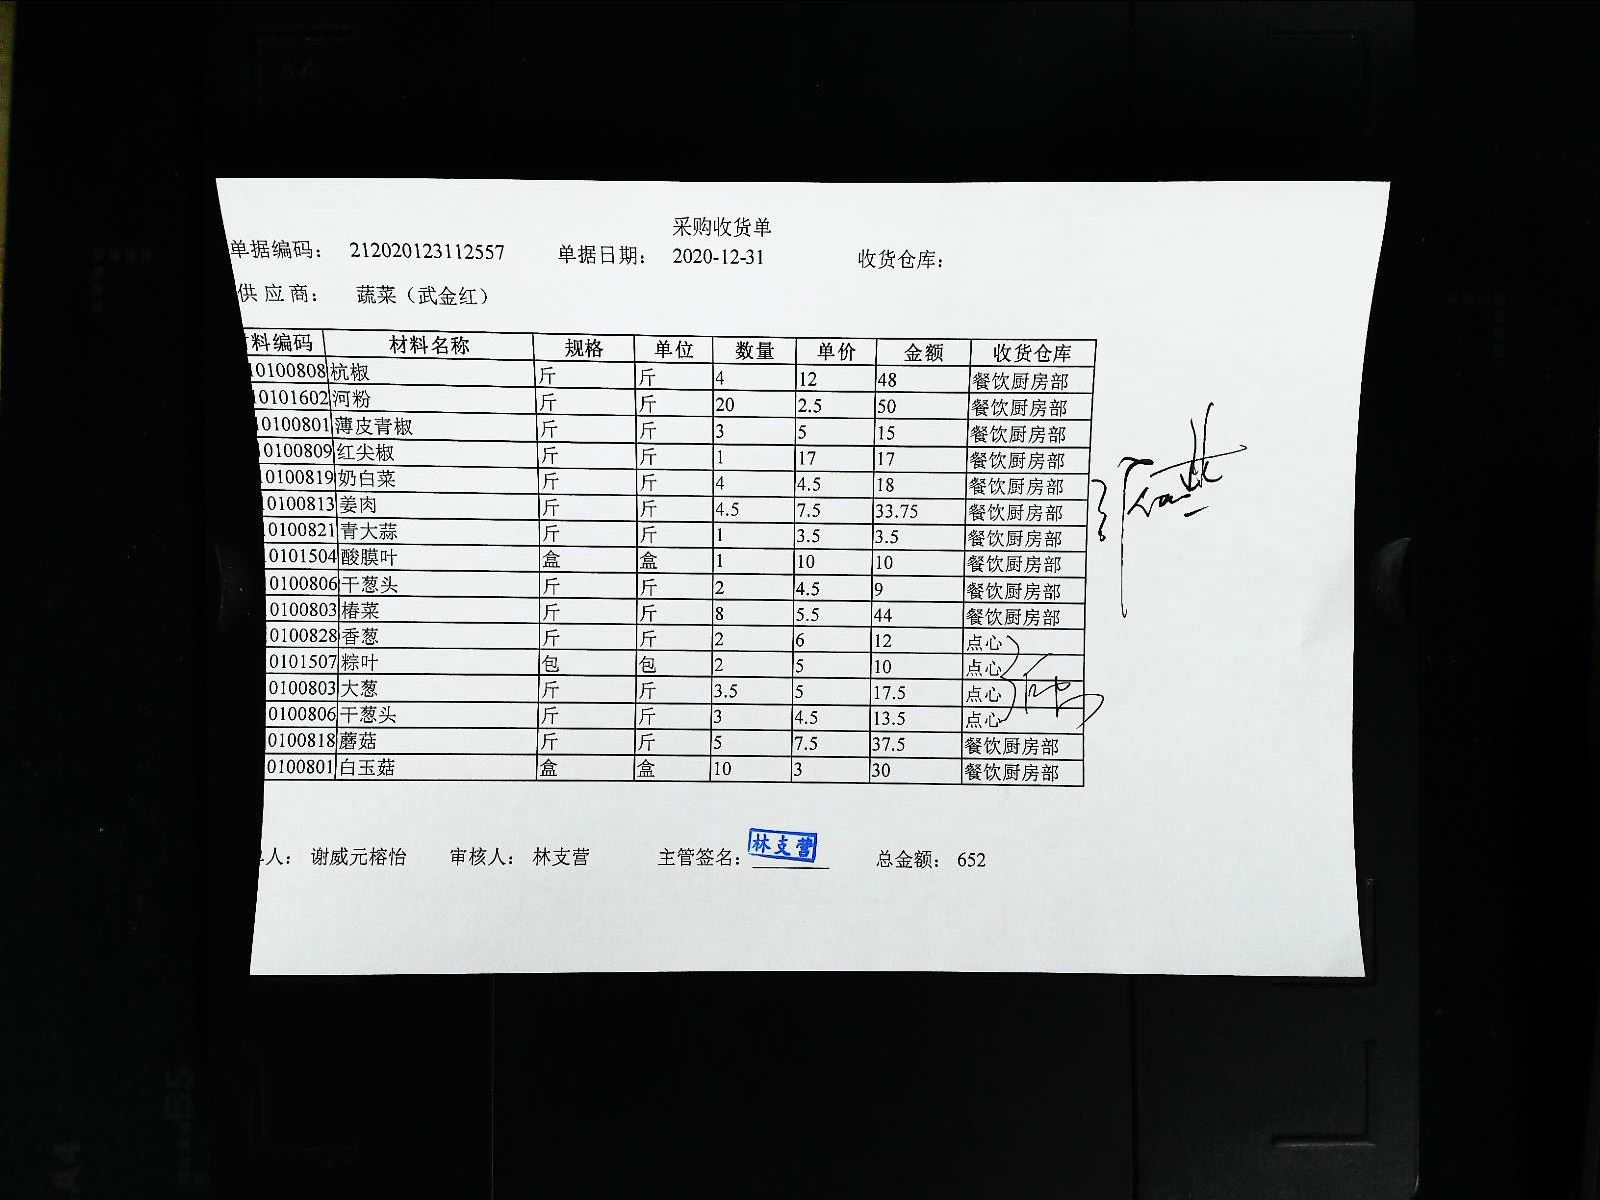 采购收货单
单据编码： 212020123112557 单据日期： 2020-12-31 收货仓库：
供应商： 蔬菜（武金红）
料编码 材料名称 规格 单位 数量 单价 金额 收货仓库
10100808 杭椒 斤 斤 4 12 48 餐饮厨房部
10101602 河粉 斤 斤 20 2.5 50 餐饮厨房部
10100801 薄皮青椒 斤 斤 3 5 15 餐饮厨房部
0100809 红尖椒 斤 斤 1 17 17 餐饮厨房部
0100819 奶白菜 斤 斤 4 4.5 18 餐饮厨房部
0100813 姜肉 斤 斤 4.5 7.5 33.75 餐饮厨房部
0100821 青大蒜 斤 斤 1 3.5 3.5 餐饮厨房部
0101504 酸膜叶 盒 盒 1 10 10 餐饮厨房部
0100806 干葱头 斤 斤 2 4.5 9 餐饮厨房部
0100803 椿菜 斤 斤 8 5.5 44 餐饮厨房部
0100828 香葱 斤 斤 2 6 12 点心
0101507 粽叶 包 包 2 5 10 点心
0100803 大葱 斤 斤 3.5 5 17.5 点心
0100806 干葱头 斤 斤 3 4.5 13.5 点心
0100818 蘑菇 斤 斤 5 7.5 37.5 餐饮厨房部
0100801 白玉菇 盒 盒 10 3 30 餐饮厨房部
人： 谢威元榕怡 审核人： 林支营 主管签名： 林支营 总金额： 652